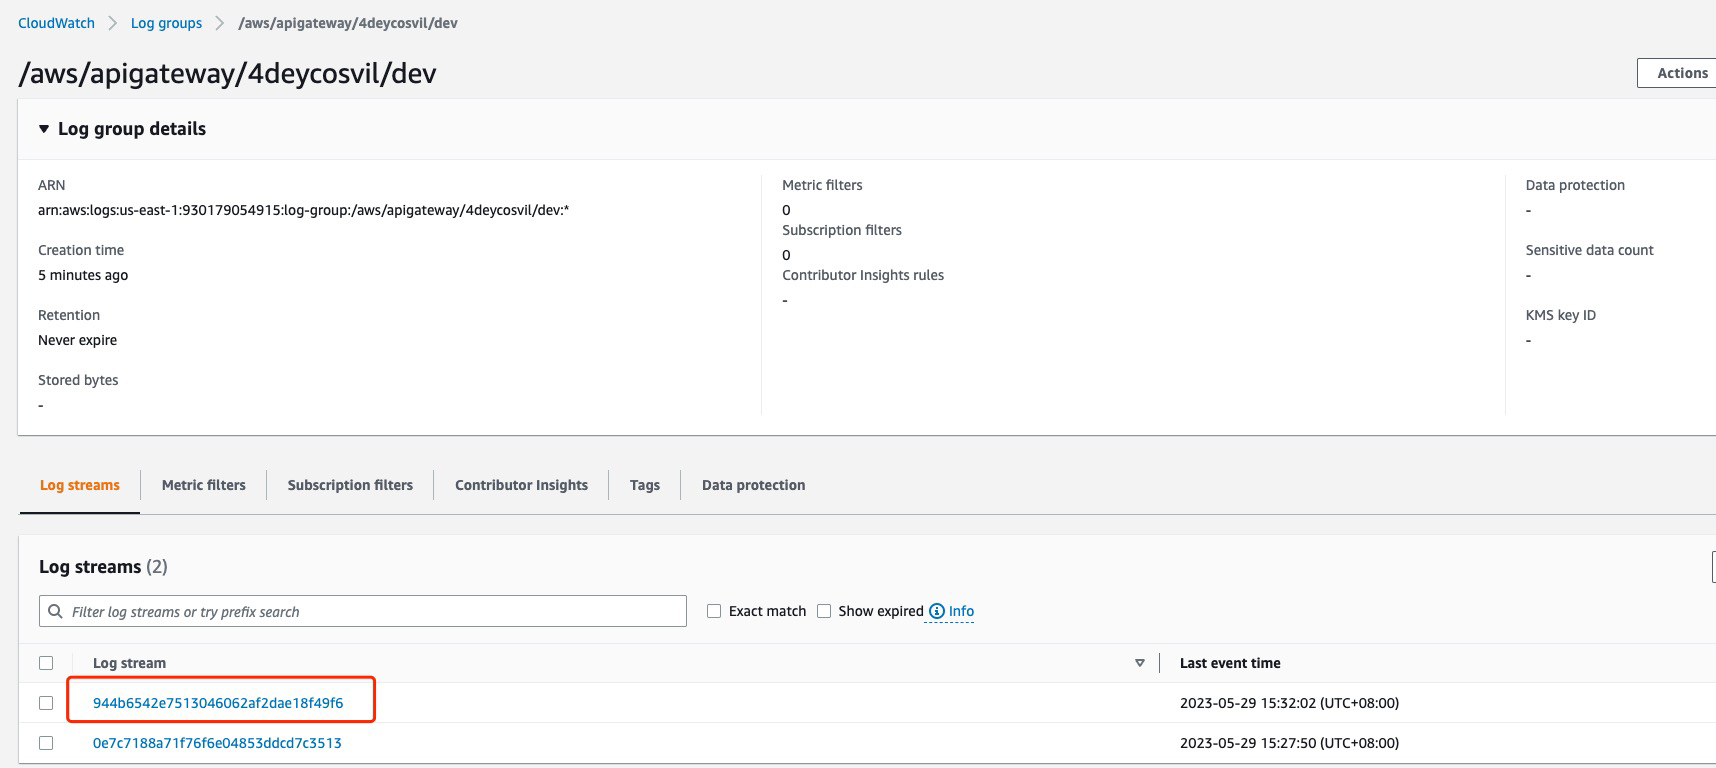 CloudWatch > Log groups > /aws/apigateway/4deycosvil/dev
/aws/apigateway/4deycosvil/dev
Actions
Log group details
ARN
arn:aws:logs:us-east-1:930179054915:log-group:/aws/apigateway/4deycosvil/dev:*
Creation time
5 minutes ago
Retention
Never expire
Stored bytes
-
Metric filters
0
Subscription filters
0
Contributor Insights rules
-
Data protection
-
Sensitive data count
-
KMS key ID
-
Log streams Metric filters Subscription filters Contributor Insights Tags Data protection
Log streams (2)
Filter log streams or try prefix search Exact match Show expired Info
Log stream Last event time
944b6542e7513046062af2dae18f49f6 2023-05-29 15:32:02 (UTC+08:00)
0e7c7188a71f76f6e04853ddcd7c3513 2023-05-29 15:27:50 (UTC+08:00)